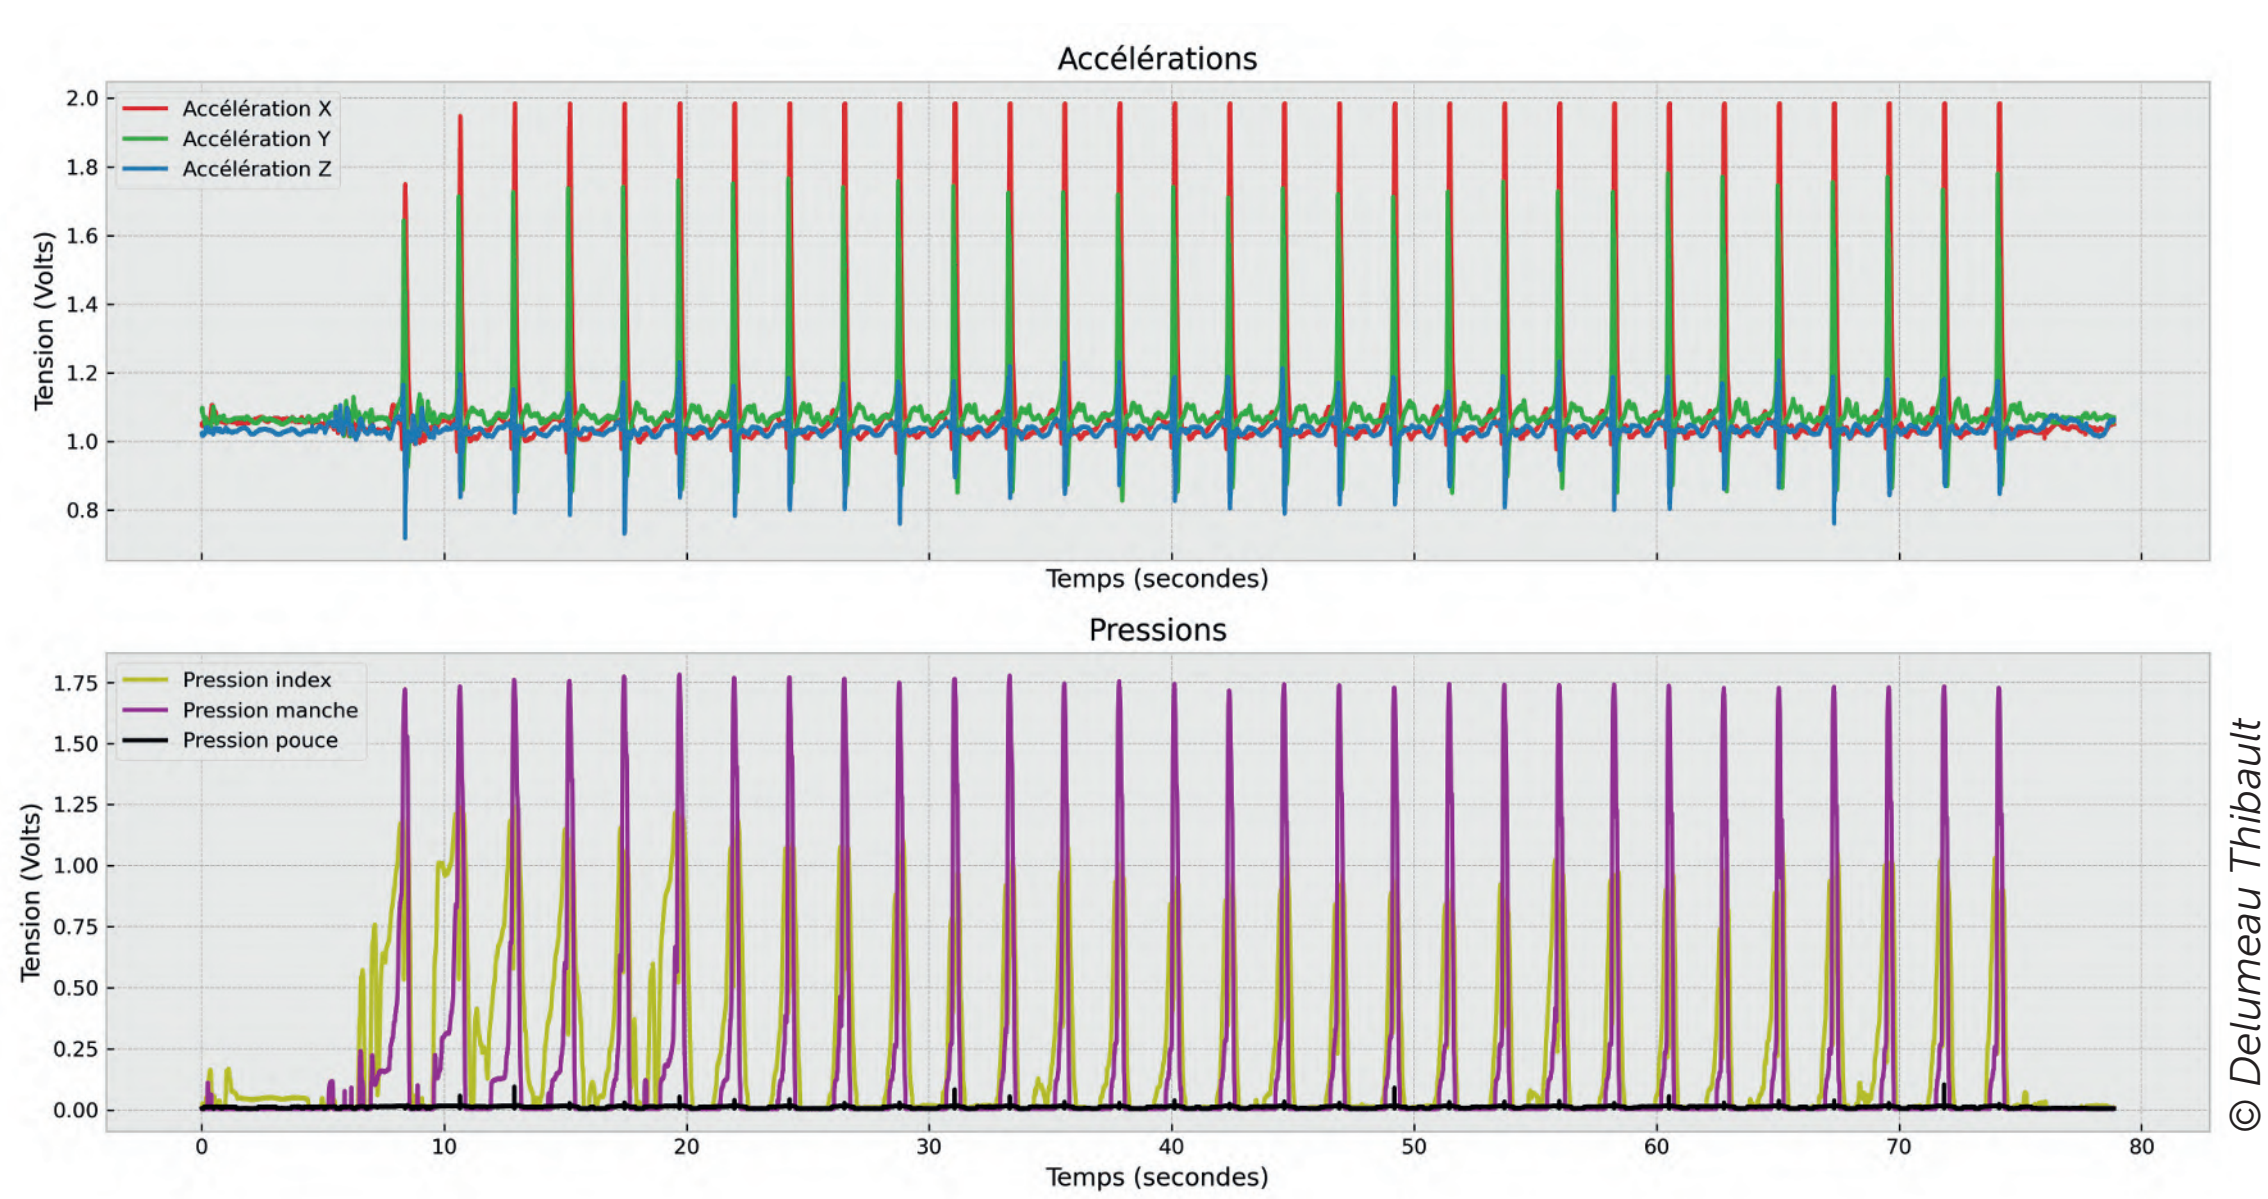 Accélérations
Accélération X
Accélération Y
Accélération Z
2.0
1.8
1.6
1.4
1.2
1.0
0.8
Tension (Volts)
Temps (secondes)
Pressions
Pression index
Pression manche
Pression pouce
1.75
1.50
1.25
1.00
0.75
0.50
0.25
0.00
Tension (Volts)
0 10 20 30 40 50 60 70 80
Temps (secondes)
© Delumeau Thibault